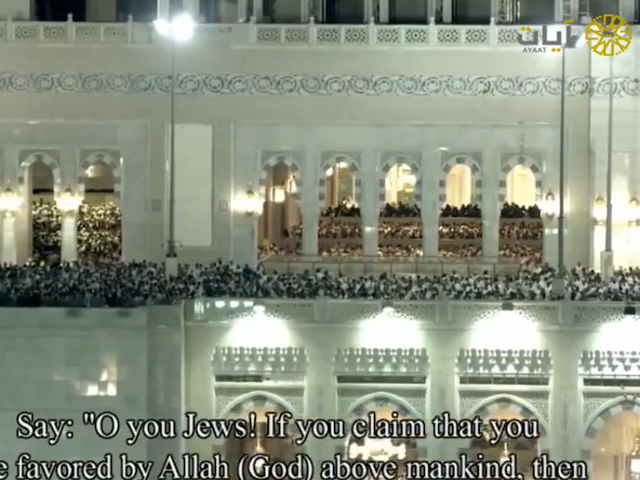 آيات
AYAAT
Say: "O you Jews! If you claim that you
favored by Allah (God) above mankind, then